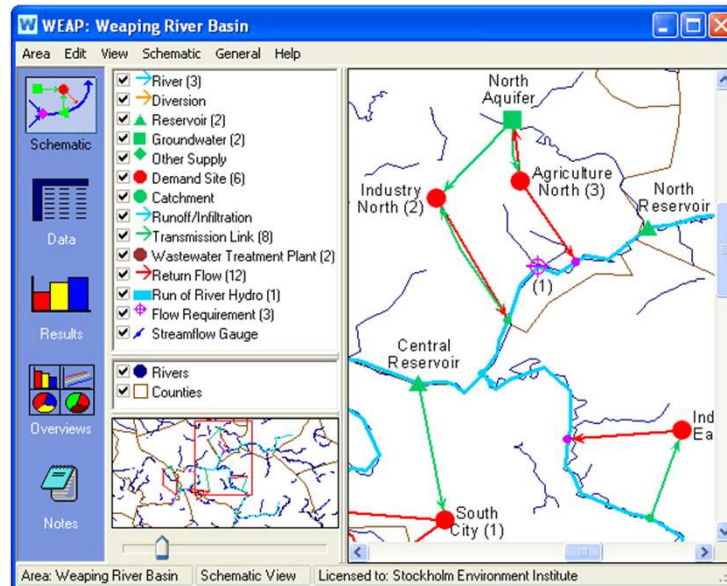 WEAP: Weaping River Basin
Area Edit View Schematic General Help
Schematic
Data
Results
Overviews
Notes
River (3)
Diversion
Reservoir (2)
Groundwater (2)
Other Supply
Demand Site (6)
Catchment
Runoff/Infiltration
Transmission Link (8)
Wastewater Treatment Plant (2)
Return Flow (12)
Run of River Hydro (1)
Flow Requirement (3)
Streamflow Gauge
Rivers
Counties
North
Aquifer
Industry
North (2)
Agriculture
North (3)
North
Reservoir
(1)
Central
Reservoir
Ind
Ea
South
City (1)
Area: Weaping River Basin Schematic View Licensed to: Stockholm Environment Institute